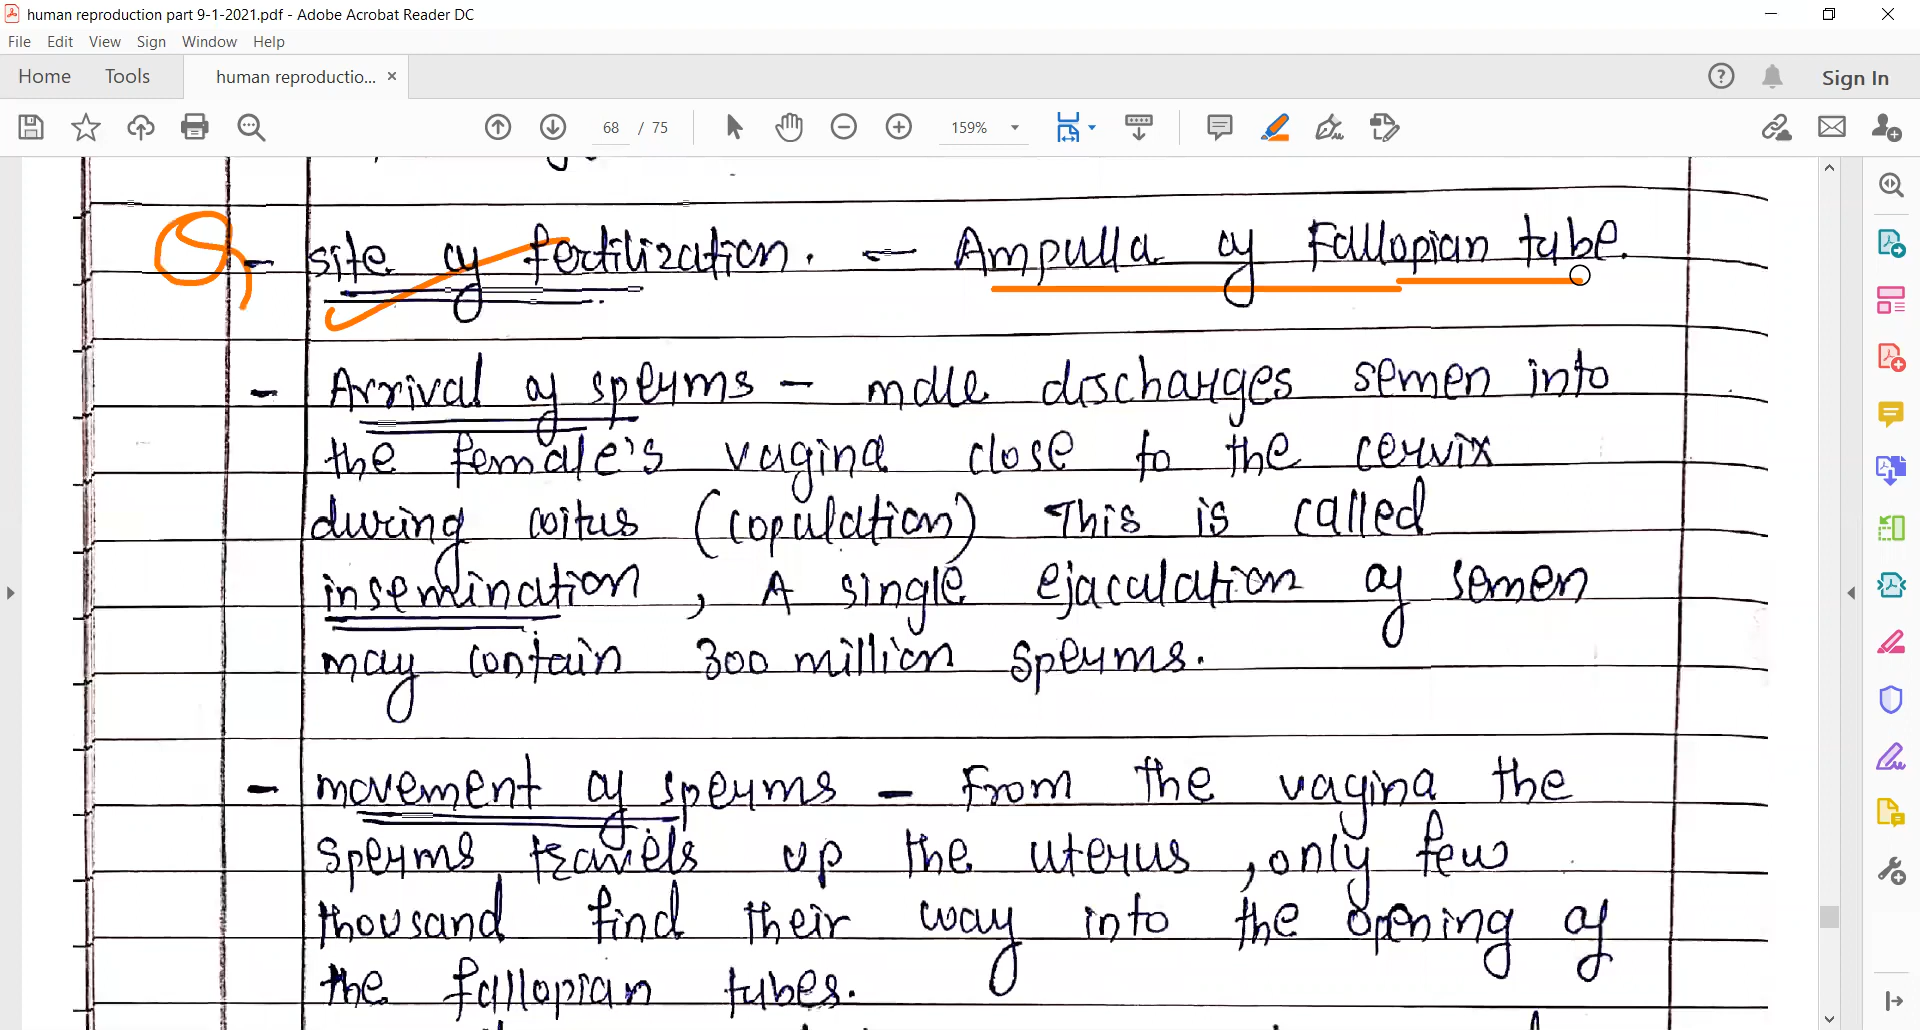 human reproduction part 9-1-2021.pdf - Adobe Acrobat Reader DC
File Edit View Sign Window Help
Home Tools human reproductio... × Sign In
68 / 75 159%
Q - site of fertilization. - Ampulla of Fallopian tube.
- Arrival of sperms - male discharges semen into
the female's vagina close to the cervix
during coitus (copulation) This is called
insemination, A single ejaculation of semen
may contain 300 million sperms.
- movement of sperms - From the vagina the
sperms travels up the uterus, only few
thousand find their way into the opening of
the fallopian tubes.